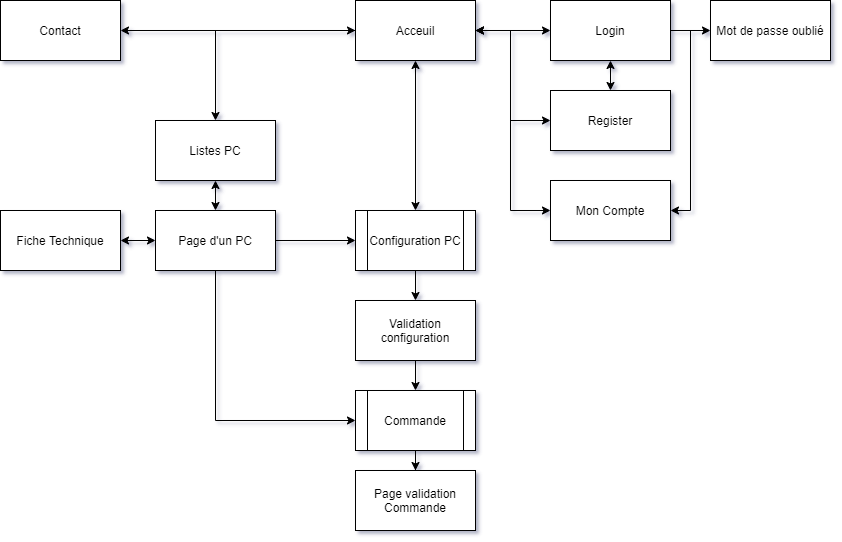 Contact
Acceuil
Login
Mot de passe oublié
Register
Listes PC
Mon Compte
Fiche Technique
Page d'un PC
Configuration PC
Validation
configuration
Commande
Page validation
Commande